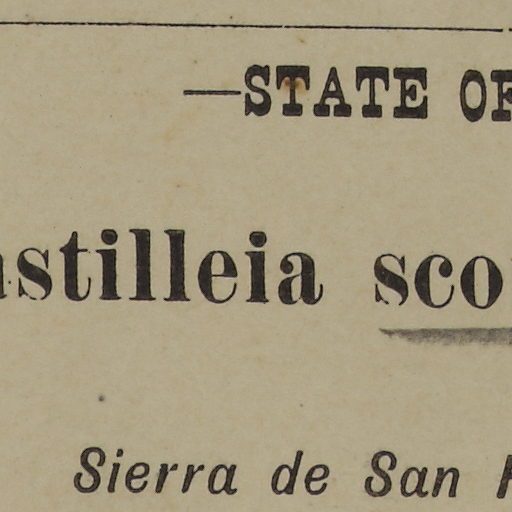 —STATE OF
astilleia sco
Sierra de San